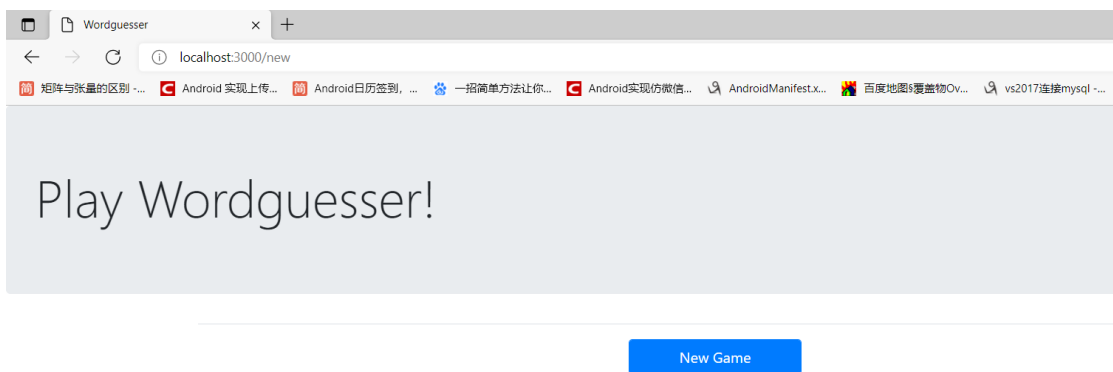 Wordguesser
localhost:3000/new
简 矩阵与张量的区别 -... C Android 实现上传... 简 Android日历签到，... 一招简单方法让你... C Android实现仿微信... AndroidManifest.x... 百度地图§覆盖物Ov... vs2017连接mysql -...
Play Wordguesser!
New Game